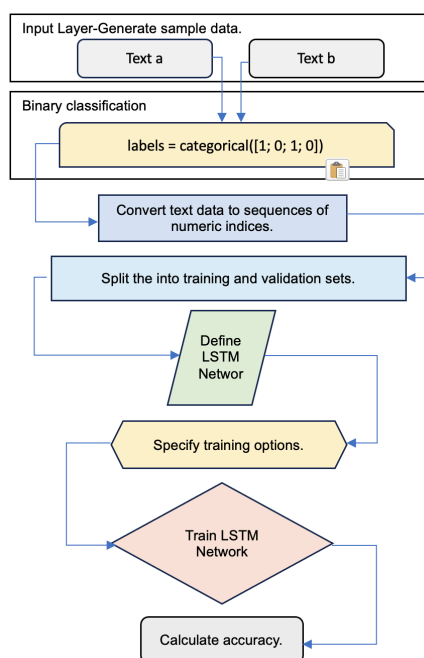 Input Layer-Generate sample data.
Text a
Text b
Binary classification
labels = categorical([1; 0; 1; 0])
Convert text data to sequences of
numeric indices.
Split the into training and validation sets.
Define
LSTM
Networ
Specify training options.
Train LSTM
Network
Calculate accuracy.